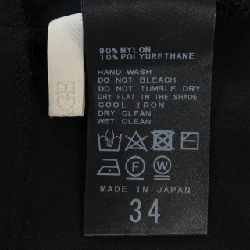 90% NYLON
10% POLYURETHANE
HAND WASH
DO NOT BLEACH
DO NOT TUMBLE DRY
DRY FLAT IN THE SHADE
COOL IRON
DRY CLEAN
WET CLEAN
F W
MADE IN JAPAN
34